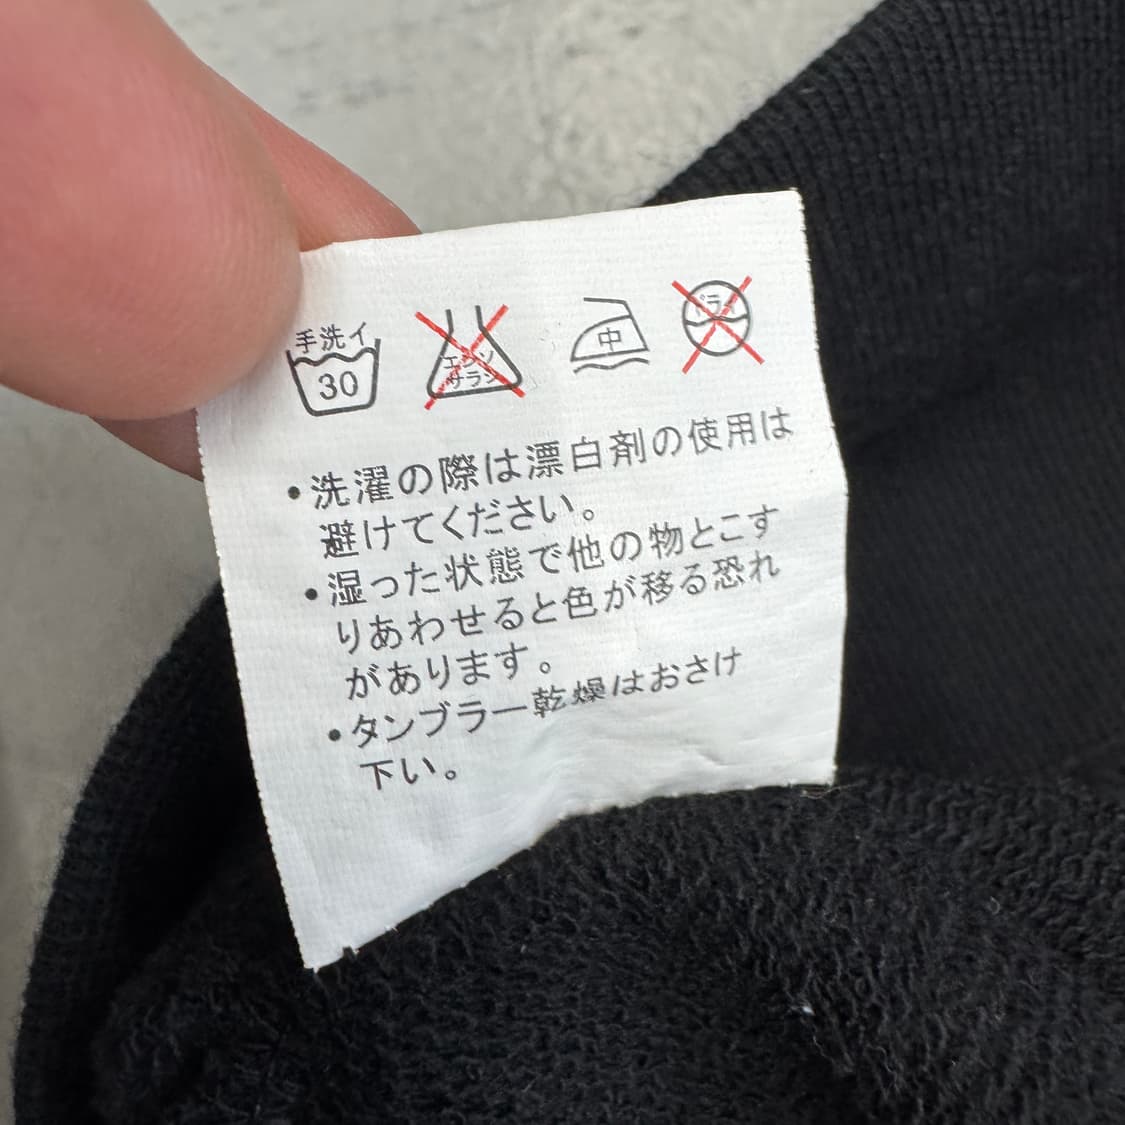 手洗イ
30
エンソ
サラシ
中
ドライ
・洗濯の際は漂白剤の使用は
避けてください。
・湿った状態で他の物とこす
りあわせると色が移る恐れ
があります。
・タンブラー乾燥はおさけ
下い。